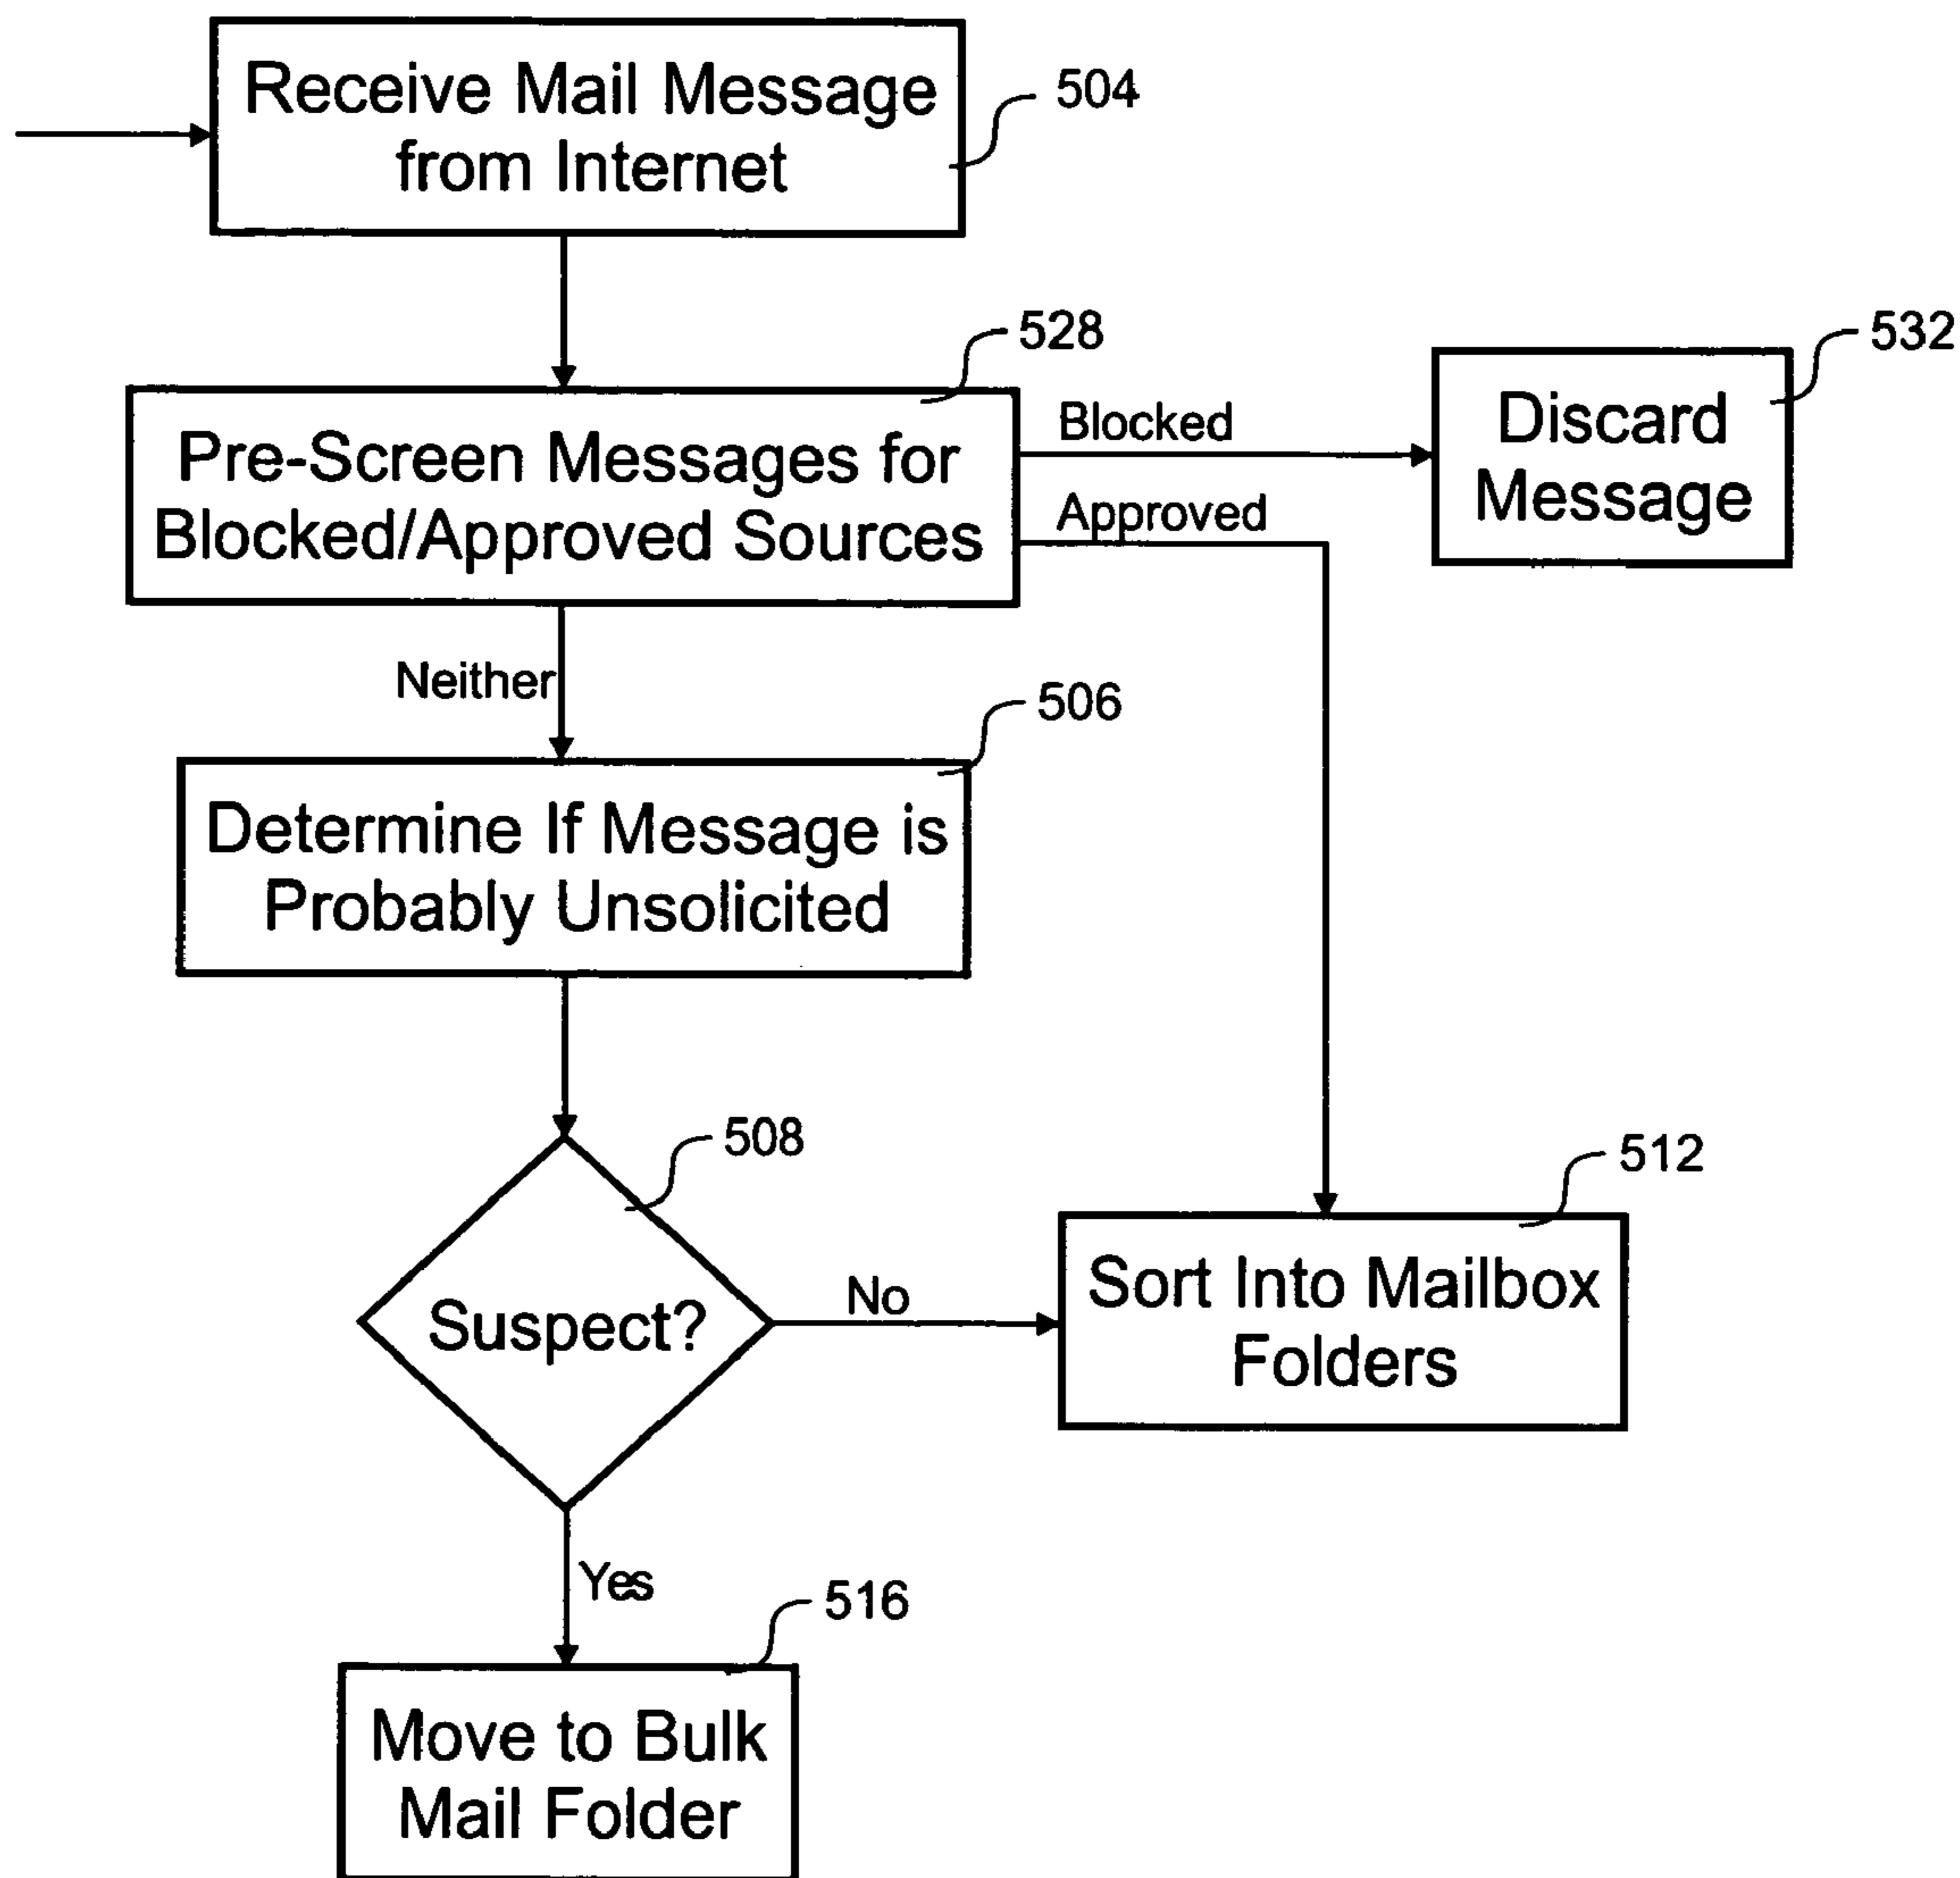 Receive Mail Message
from Internet
504
528
Pre-Screen Messages for
Blocked/Approved Sources
Blocked
Approved
532
Discard
Message
Neither
506
Determine If Message is
Probably Unsolicited
508
Suspect?
No
512
Sort Into Mailbox
Folders
Yes
516
Move to Bulk
Mail Folder